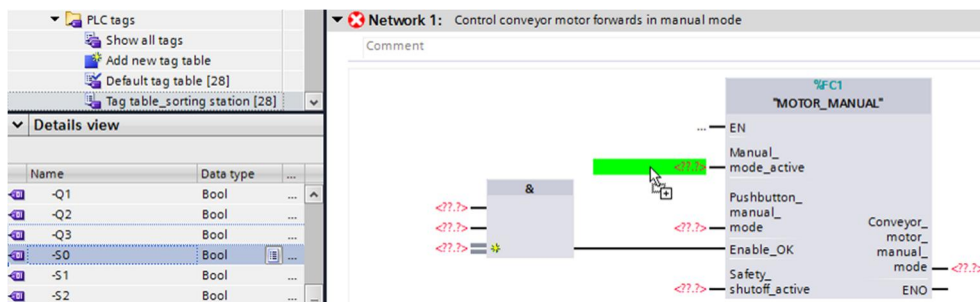 PLC tags
Show all tags
Add new tag table
Default tag table [28]
Tag table_sorting station [28]
Details view
Name Data type ...
-Q1 Bool ...
-Q2 Bool ...
-Q3 Bool ...
-S0 Bool ...
-S1 Bool ...
-S2 Bool ...
Network 1: Control conveyor motor forwards in manual mode
Comment
%FC1
"MOTOR_MANUAL"
... EN
Manual_
<??.?> mode_active
&
<??.?>
<??.?>
<??.?>
Pushbutton_
manual_
<??.?> mode
Enable_OK
Safety_
<??.?> shutoff_active
Conveyor_
motor_
manual_
mode <??.?>
ENO